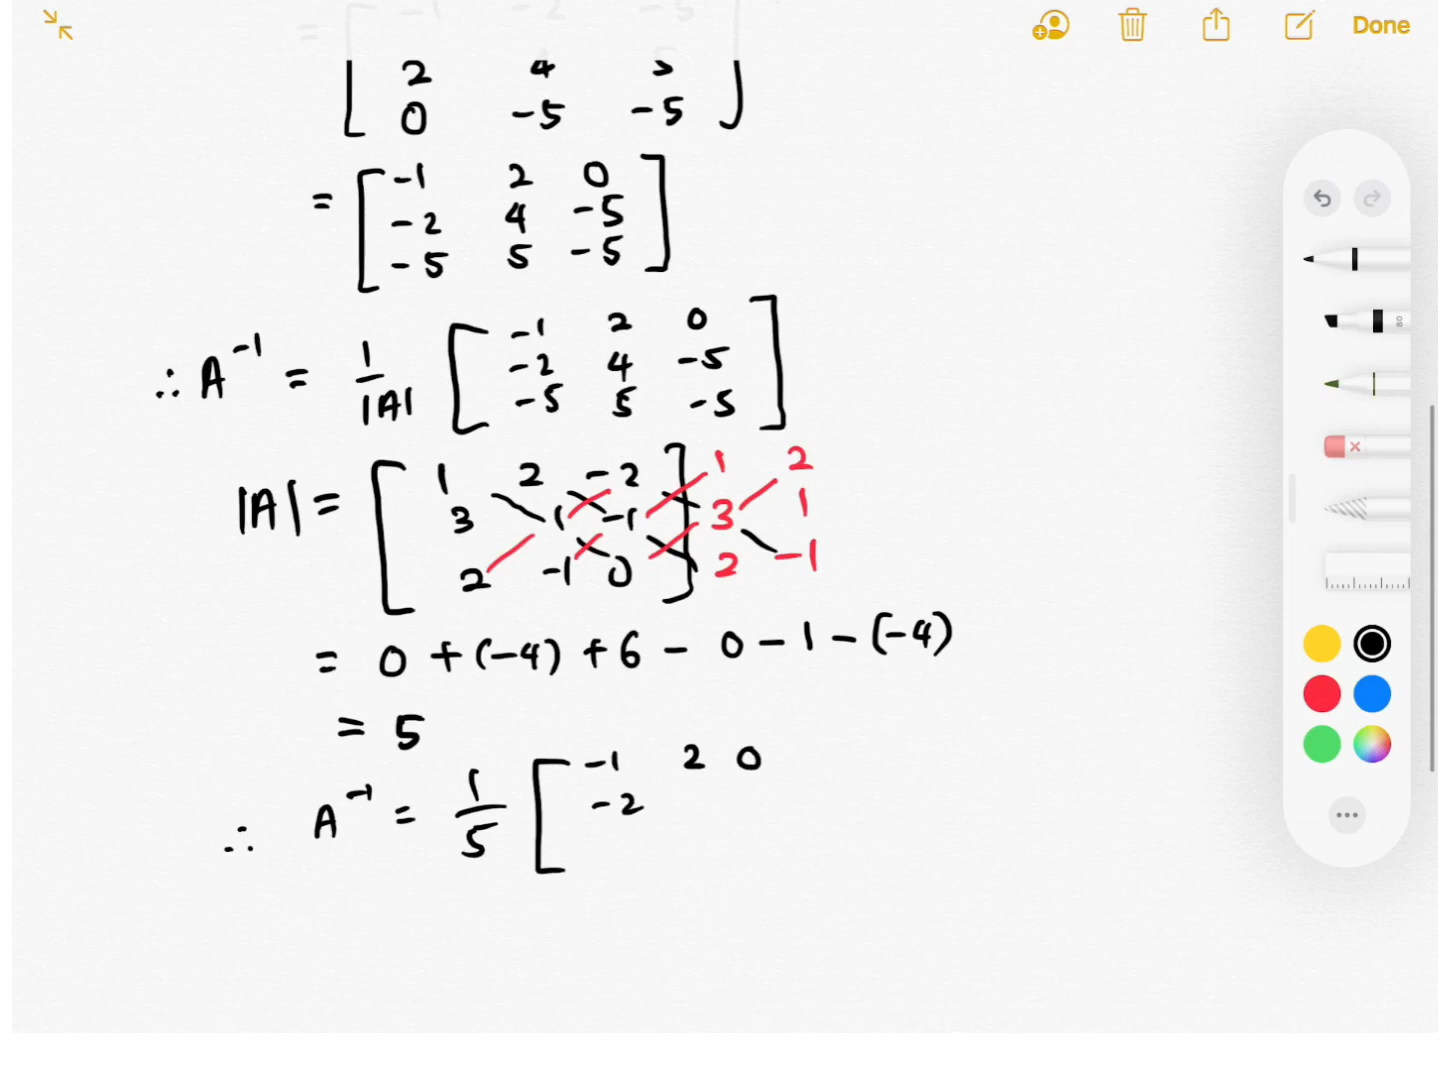 Done
2 4
0 -5 -5
= -1 2 0
-2 4 -5
-5 5 -5
∴ A⁻¹ = 1/|A| [ -1 2 0
-2 4 -5
-5 5 -5 ]
|A| = [ 1 2 -2 ] 1 2
3 1 -1 3 1
2 -1 0 2 -1
= 0 + (-4) + 6 - 0 - 1 - (-4)
= 5
∴ A⁻¹ = 1/5 [ -1 2 0
-2
80